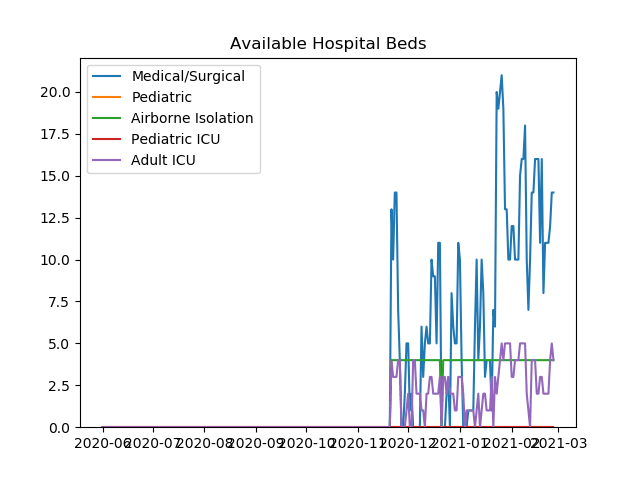 Available Hospital Beds
Medical/Surgical
Pediatric
Airborne Isolation
Pediatric ICU
Adult ICU
20.0
17.5
15.0
12.5
10.0
7.5
5.0
2.5
0.0
2020-06 2020-07 2020-08 2020-09 2020-10 2020-11 2020-12 2021-01 2021-02 2021-03